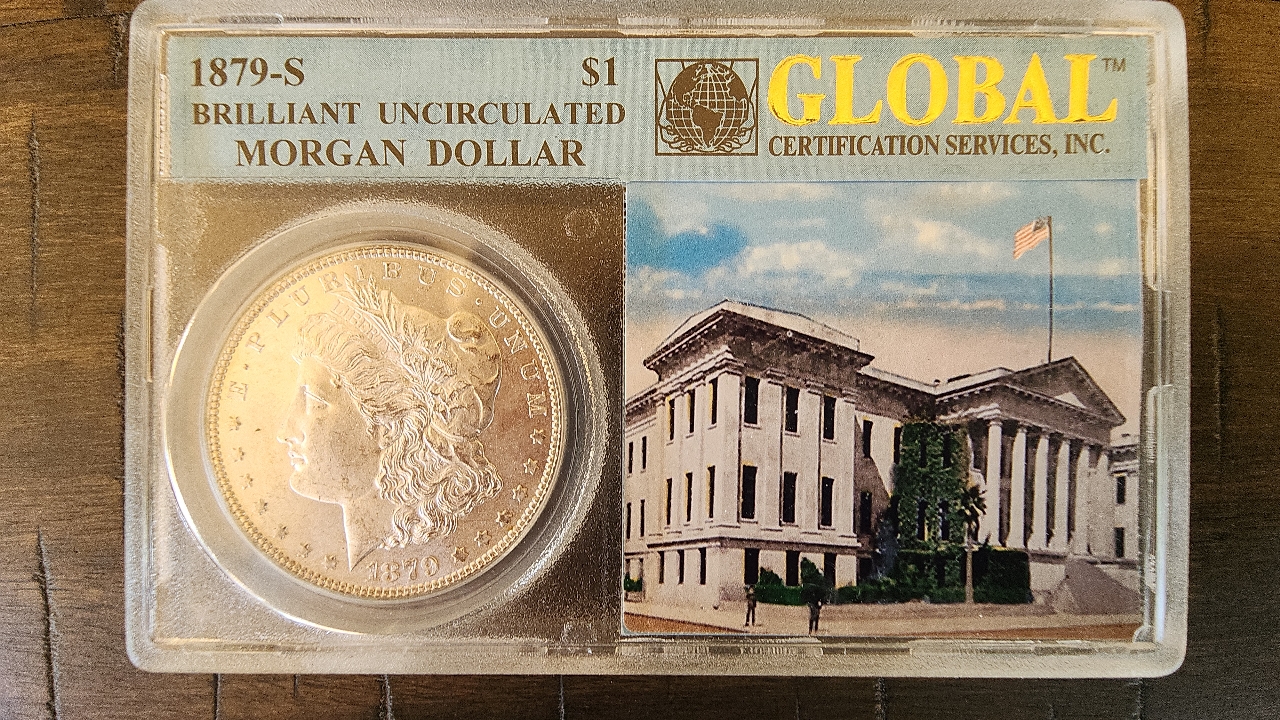 1879-S $1
BRILLIANT UNCIRCULATED
MORGAN DOLLAR
GLOBAL™
CERTIFICATION SERVICES, INC.
E·PLURIBUS·UNUM
1879